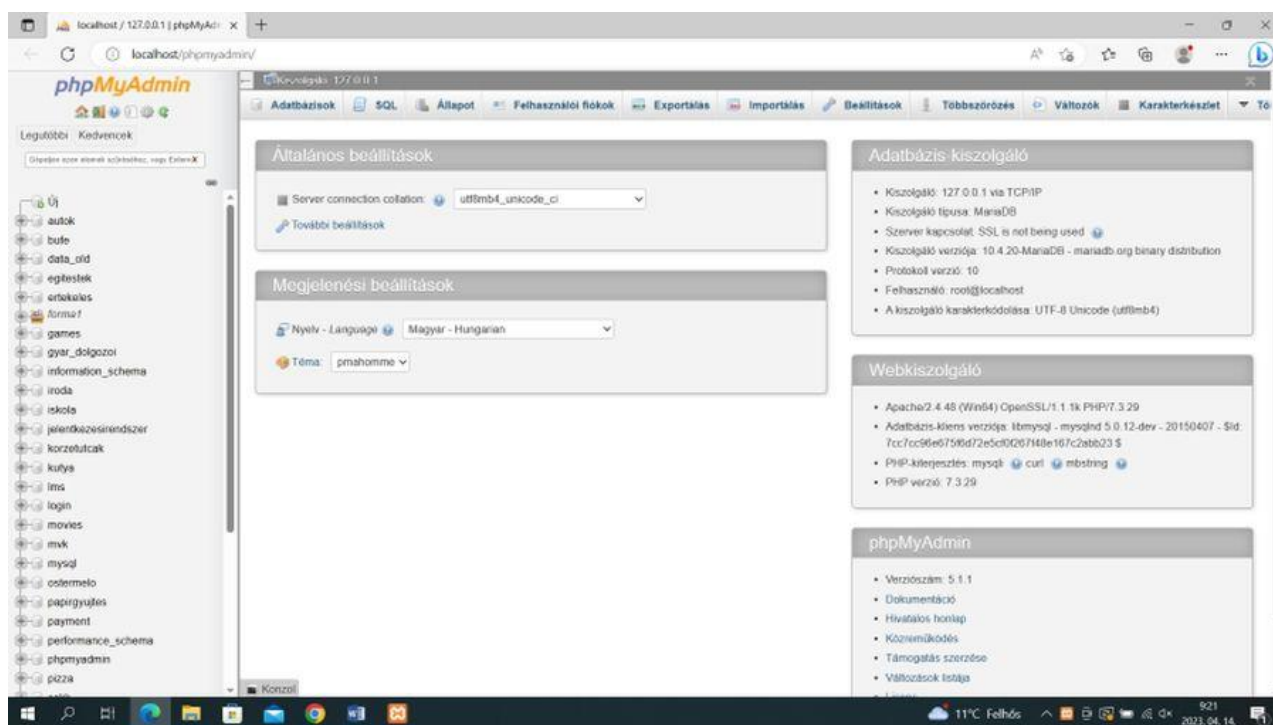 localhost / 127.0.0.1 | phpMyAdr
localhost/phpmyadmin/
phpMyAdmin
Legutóbbi Kedvencek
Új
autok
bufe
data_old
egitestek
ertekeles
forma1
games
gyar_dolgozoi
information_schema
iroda
iskola
jelentkezesirendszer
korzetutcak
kutya
lms
login
movies
mvk
mysql
ostermelo
papirgyujtes
payment
performance_schema
phpmyadmin
pizza
Kiszolgáló: 127.0.0.1
Adatbázisok SQL Állapot Felhasználói fiókok Exportálás Importálás Beállítások Többszörözés Változók Karakterkészlet Tö
Általános beállítások
Server connection collation: utf8mb4_unicode_ci
További beállítások
Megjelenési beállítások
Nyelv - Language Magyar - Hungarian
Téma: pmahomme
Konzol
Adatbázis-kiszolgáló
Kiszolgáló: 127.0.0.1 via TCP/IP
Kiszolgáló típusa: MariaDB
Szerver kapcsolat: SSL is not being used
Kiszolgáló verziója: 10.4.20-MariaDB - mariadb.org binary distribution
Protokoll verzió: 10
Felhasználó: root@localhost
A kiszolgáló karakterkódolása: UTF-8 Unicode (utf8mb4)
Webkiszolgáló
Apache/2.4.48 (Win64) OpenSSL/1.1.1k PHP/7.3.29
Adatbázis-kliens verziója: libmysql - mysqlnd 5.0.12-dev - 20150407 - $Id:
7cc7cc96e675f6d72e5cf0f267f48e167c2abb23 $
PHP-kiterjesztés: mysqli curl mbstring
PHP verzió: 7.3.29
phpMyAdmin
Verziószám: 5.1.1
Dokumentáció
Hivatalos honlap
Közreműködés
Támogatás szerzése
Változások listája
11°C Felhős
9:21
2023. 04. 14.